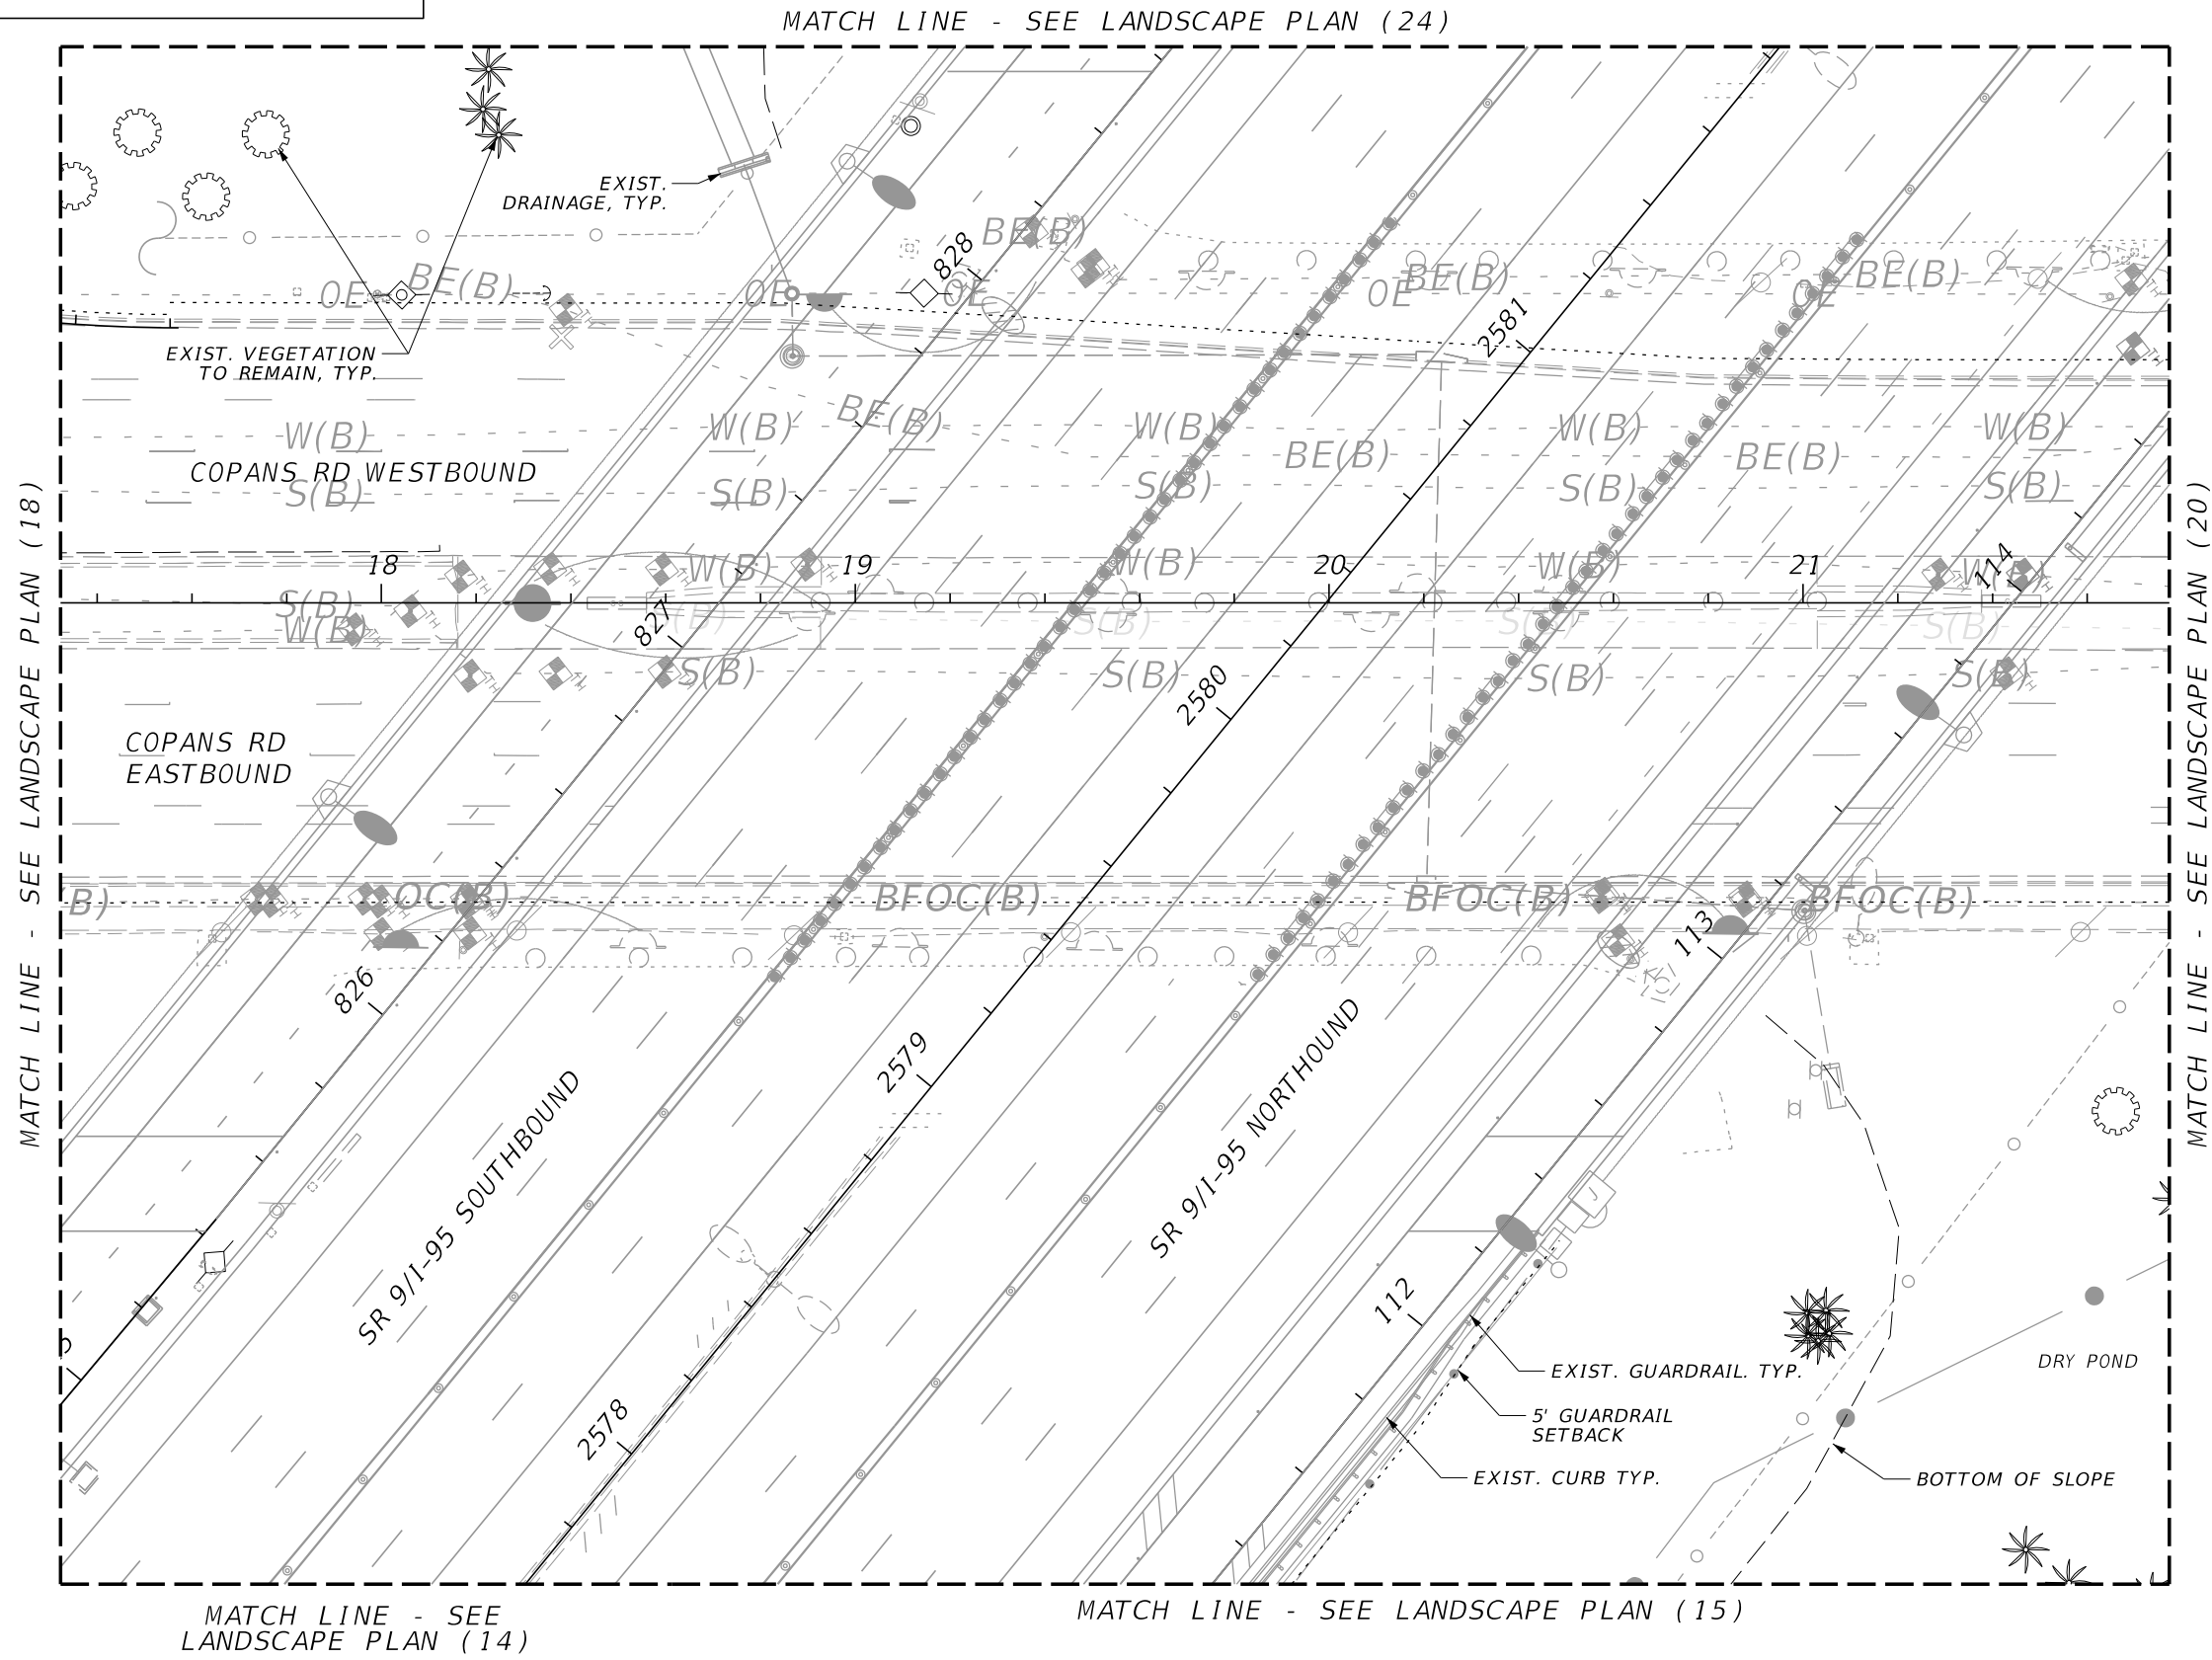 MATCH LINE - SEE LANDSCAPE PLAN (24)
EXIST.
DRAINAGE, TYP.
BE(B)
828
OE
BE(B)
OE
OE
OE
BE(B)
OE
BE(B)
2581
EXIST. VEGETATION
TO REMAIN, TYP.
BE(B)
W(B)
W(B)
W(B)
W(B)
W(B)
BE(B)
BE(B)
COPANS RD WESTBOUND
S(B)
S(B)
S(B)
S(B)
S(B)
MATCH LINE - SEE LANDSCAPE PLAN (18)
MATCH LINE - SEE LANDSCAPE PLAN (20)
18
19
20
21
W(B)
W(B)
W(B)
W(B)
114
S(B)
W(B)
827
S(B)
S(B)
S(B)
S(B)
S(B)
S(B)
S(B)
S(B)
2580
COPANS RD
EASTBOUND
B)
OC(B)
BFOC(B)
BFOC(B)
BFOC(B)
826
113
2579
SR 9/I-95 SOUTHBOUND
SR 9/I-95 NORTHOUND
112
2578
EXIST. GUARDRAIL. TYP.
DRY POND
5' GUARDRAIL
SETBACK
EXIST. CURB TYP.
BOTTOM OF SLOPE
MATCH LINE - SEE
LANDSCAPE PLAN (14)
MATCH LINE - SEE LANDSCAPE PLAN (15)